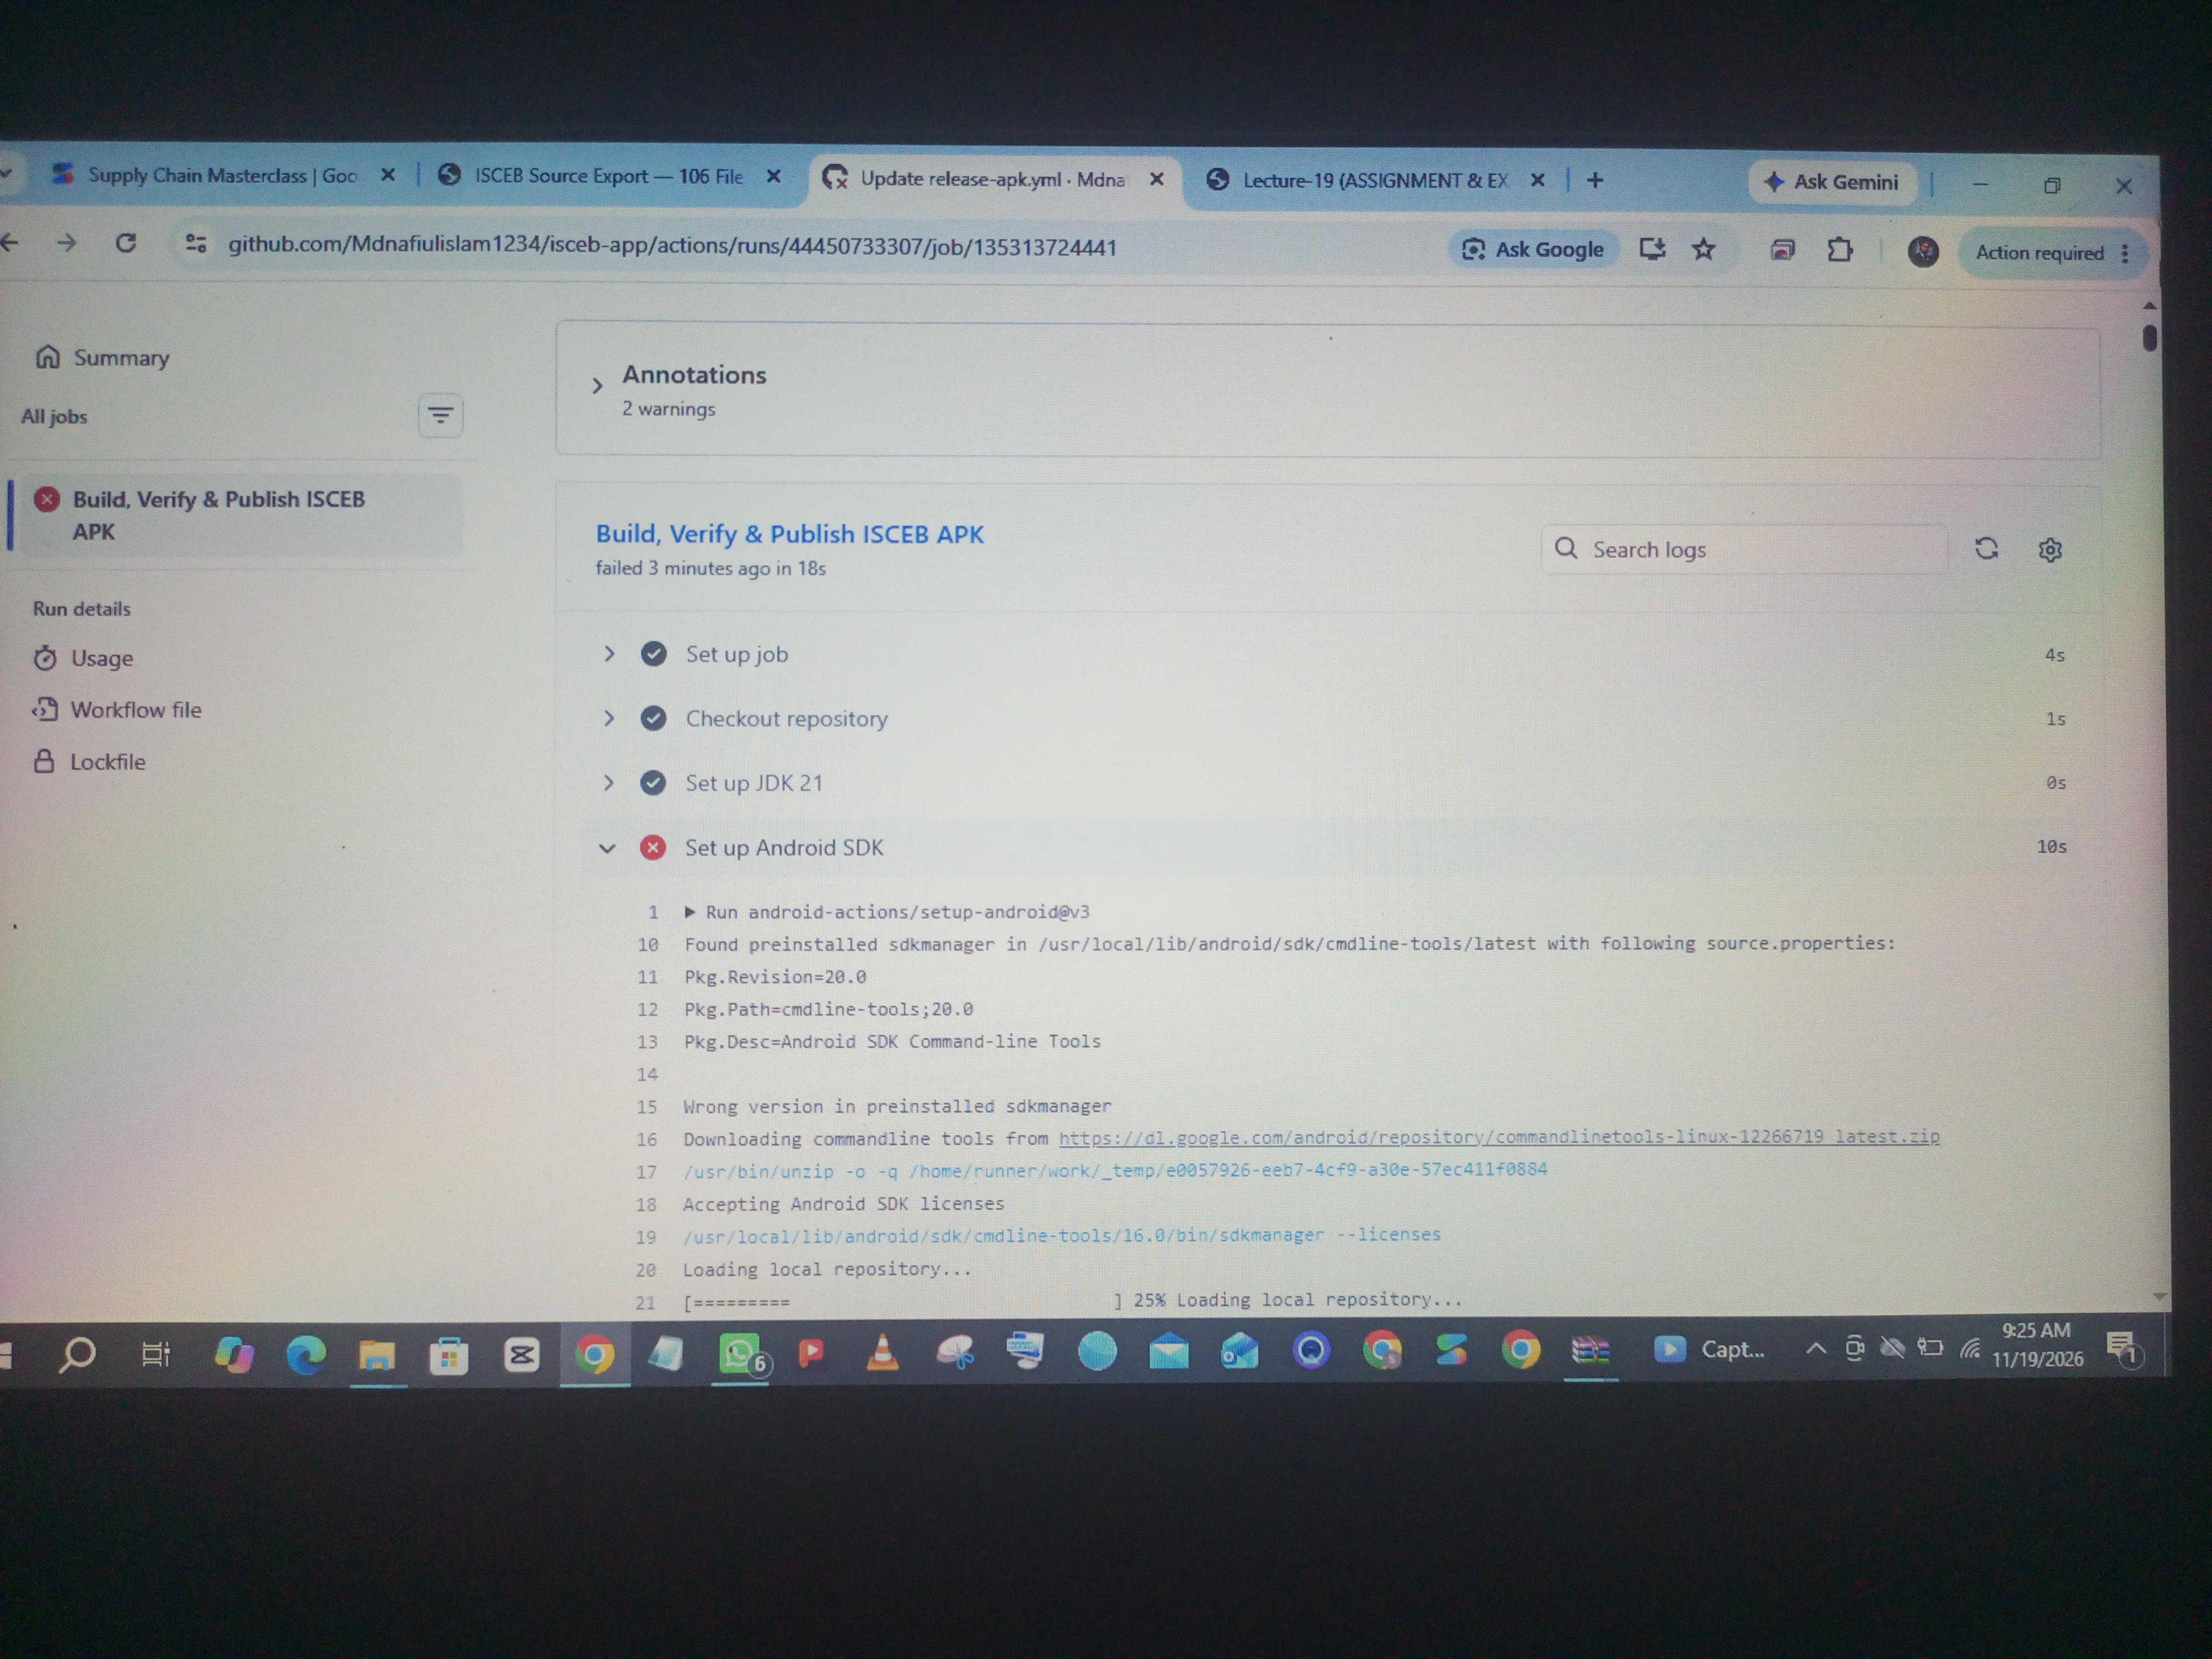 Supply Chain Masterclass | Goo
ISCEB Source Export — 106 File
Update release-apk.yml · Mdna
Lecture-19 (ASSIGNMENT & EX
Ask Gemini
github.com/Mdnafiulislam1234/isceb-app/actions/runs/44450733307/job/135313724441
Ask Google
Action required
Summary
All jobs
Build, Verify & Publish ISCEB
APK
Run details
Usage
Workflow file
Lockfile
Annotations
2 warnings
Build, Verify & Publish ISCEB APK
failed 3 minutes ago in 18s
Search logs
Set up job 4s
Checkout repository 1s
Set up JDK 21 0s
Set up Android SDK 10s
1 Run android-actions/setup-android@v3
10 Found preinstalled sdkmanager in /usr/local/lib/android/sdk/cmdline-tools/latest with following source.properties:
11 Pkg.Revision=20.0
12 Pkg.Path=cmdline-tools;20.0
13 Pkg.Desc=Android SDK Command-line Tools
14
15 Wrong version in preinstalled sdkmanager
16 Downloading commandline tools from https://dl.google.com/android/repository/commandlinetools-linux-12266719_latest.zip
17 /usr/bin/unzip -o -q /home/runner/work/_temp/e0057926-eeb7-4cf9-a30e-57ec411f0884
18 Accepting Android SDK licenses
19 /usr/local/lib/android/sdk/cmdline-tools/16.0/bin/sdkmanager --licenses
20 Loading local repository...
21 [========= ] 25% Loading local repository...
6
Capt...
9:25 AM
11/19/2026
1